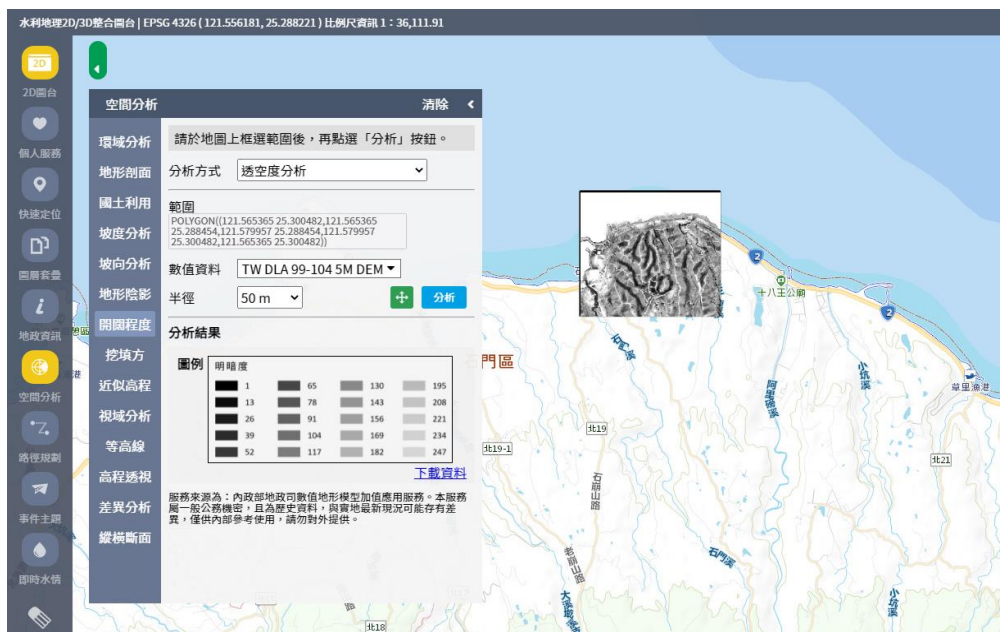 水利地理2D/3D整合圖台 | EPSG 4326 ( 121.556181, 25.288221 ) 比例尺資訊 1：36,111.91
2D
2D圖台
個人服務
快速定位
圖層套疊
地政資訊
空間分析
路徑規劃
事件主題
即時水情
空間分析
清除
環域分析
地形剖面
國土利用
坡度分析
坡向分析
地形陰影
開闊程度
挖填方
近似高程
視域分析
等高線
高程透視
差異分析
縱橫斷面
請於地圖上框選範圍後，再點選「分析」按鈕。
分析方式 透空度分析
範圍
POLYGON((121.565365 25.300482,121.565365
25.288454,121.579957 25.288454,121.579957
25.300482,121.565365 25.300482))
數值資料 TW DLA 99-104 5M DEM
半徑 50 m 分析
分析結果
圖例 明暗度
1 65 130 195
13 78 143 208
26 91 156 221
39 104 169 234
52 117 182 247
下載資料
服務來源為：內政部地政司數值地形模型加值應用服務。本服務
屬一般公務機密，且為歷史資料，與實地最新現況可能存有差
異，僅供內部參考使用，請勿對外提供。
2
十八王公廟
2
門區
石門溪
小坑溪
阿里磅溪
草里漁港
北19
北19-1
北21
石崩山路
老崩山路
石門溪
大溪墘溪
小坑溪
北18